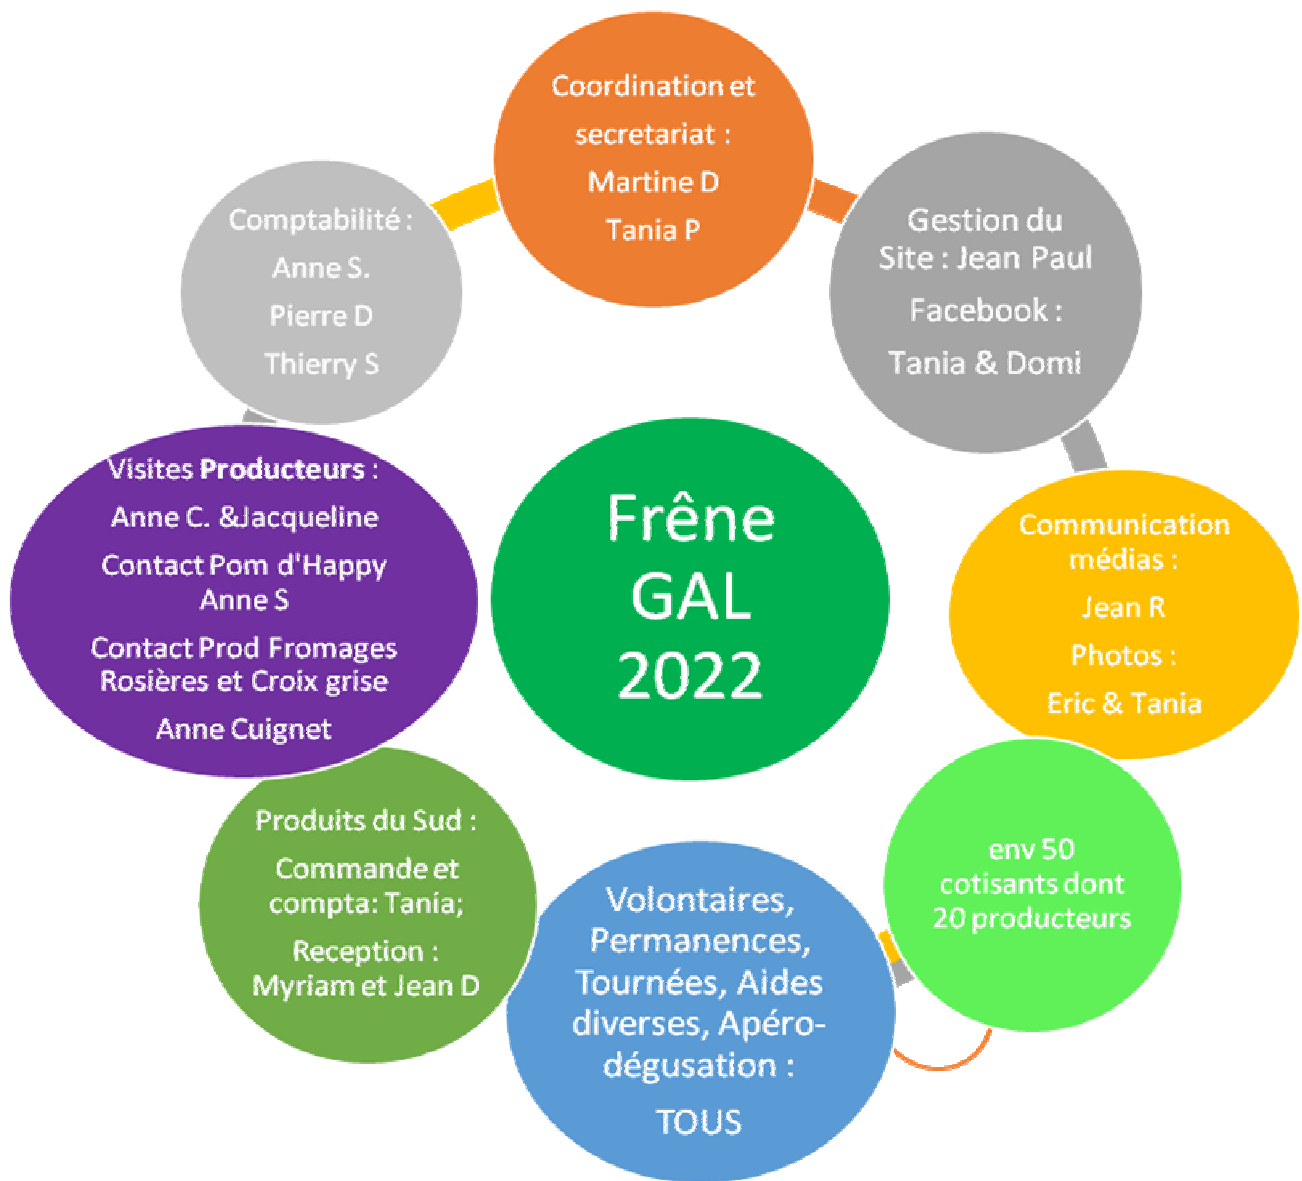 Coordination et
secretariat :
Martine D
Tania P
Gestion du
Site : Jean Paul
Facebook :
Tania & Domi
Communication
médias :
Jean R
Photos :
Eric & Tania
env 50
cotisants dont
20 producteurs
Volontaires,
Permanences,
Tournées, Aides
diverses, Apéro-
dégusation :
TOUS
Produits du Sud :
Commande et
compta: Tania;
Reception :
Myriam et Jean D
Visites Producteurs :
Anne C. &Jacqueline
Contact Pom d'Happy
Anne S
Contact Prod Fromages
Rosières et Croix grise
Anne Cuignet
Comptabilité :
Anne S.
Pierre D
Thierry S
Frêne
GAL
2022